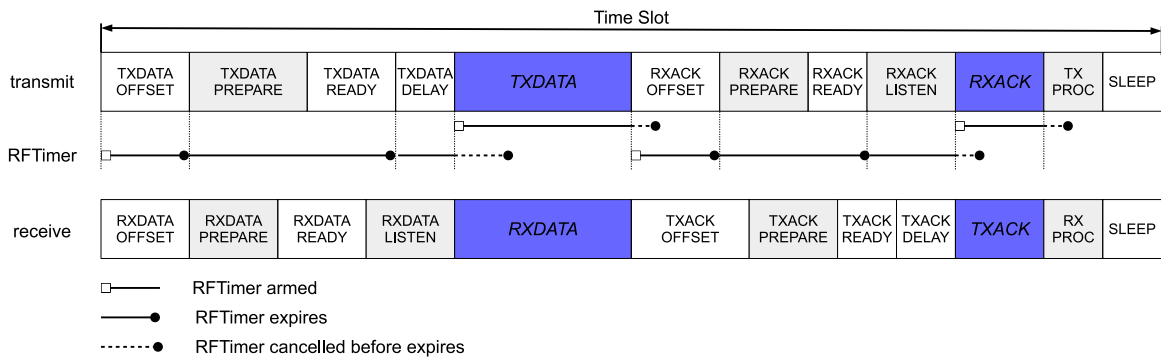 Time Slot
transmit
TXDATA
OFFSET
TXDATA
PREPARE
TXDATA
READY
TXDATA
DELAY
TXDATA
RXACK
OFFSET
RXACK
PREPARE
RXACK
READY
RXACK
LISTEN
RXACK
TX
PROC
SLEEP
RFTimer
receive
RXDATA
OFFSET
RXDATA
PREPARE
RXDATA
READY
RXDATA
LISTEN
RXDATA
TXACK
OFFSET
TXACK
PREPARE
TXACK
READY
TXACK
DELAY
TXACK
RX
PROC
SLEEP
RFTimer armed
RFTimer expires
RFTimer cancelled before expires